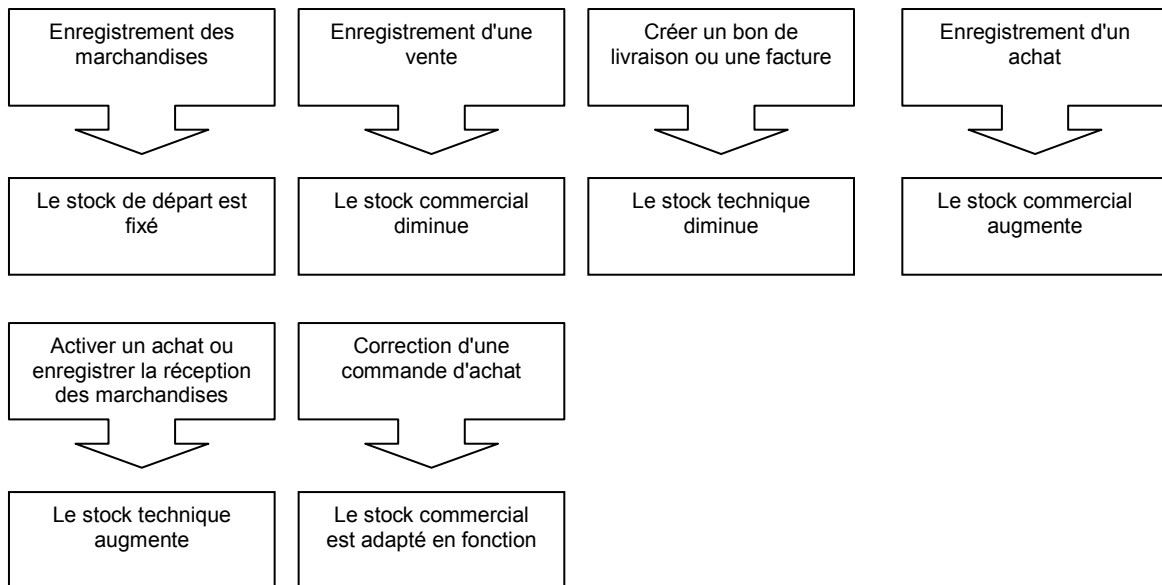 Enregistrement des
marchandises
Enregistrement d'une
vente
Créer un bon de
livraison ou une facture
Enregistrement d'un
achat
Le stock de départ est
fixé
Le stock commercial
diminue
Le stock technique
diminue
Le stock commercial
augmente
Activer un achat ou
enregistrer la réception
des marchandises
Correction d'une
commande d'achat
Le stock technique
augmente
Le stock commercial
est adapté en fonction